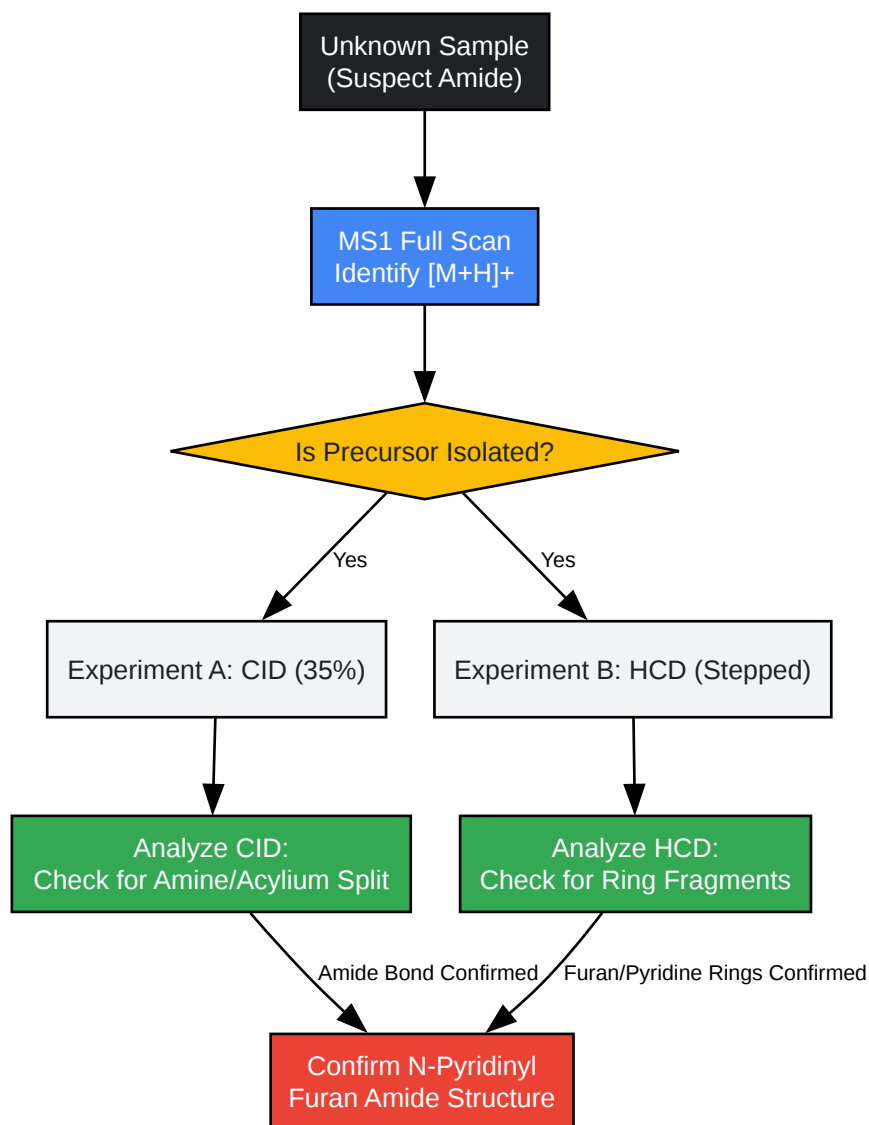 Unknown Sample
(Suspect Amide)
MS1 Full Scan
Identify [M+H]+
Is Precursor Isolated?
Yes
Yes
Experiment A: CID (35%)
Experiment B: HCD (Stepped)
Analyze CID:
Check for Amine/Acylium Split
Analyze HCD:
Check for Ring Fragments
Amide Bond Confirmed
Furan/Pyridine Rings Confirmed
Confirm N-Pyridinyl
Furan Amide Structure